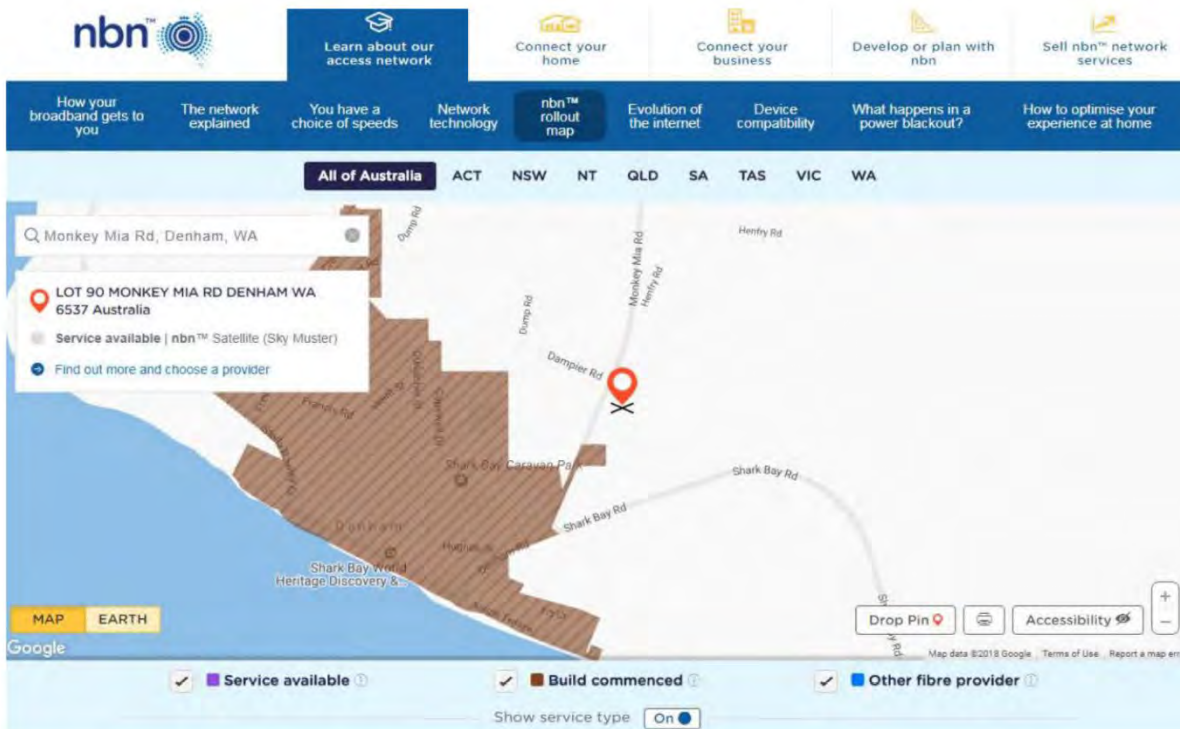 nbn™
Learn about our
access network
Connect your
home
Connect your
business
Develop or plan with
nbn
Sell nbn™ network
services
How your
broadband gets to
you
The network
explained
You have a
choice of speeds
Network
technology
nbn™
rollout
map
Evolution of
the internet
Device
compatibility
What happens in a
power blackout?
How to optimise your
experience at home
All of Australia
ACT
NSW
NT
QLD
SA
TAS
VIC
WA
Monkey Mia Rd, Denham, WA
LOT 90 MONKEY MIA RD DENHAM WA
6537 Australia
Service available | nbn™ Satellite (Sky Muster)
Find out more and choose a provider
Dump Rd
Henfry Rd
Monkey Mia Rd
Henfry Rd
Dump Rd
Dampier Rd
Francis Rd
Shark Bay Caravan Park
Shark Bay Rd
Shark Bay Rd
Denham
Shark Bay World
Heritage Discovery &...
Fry Ct
MAP
EARTH
Google
Drop Pin
Accessibility
+
−
Map data ©2018 Google
Terms of Use
Report a map err
Service available
Build commenced
Other fibre provider
Show service type
On